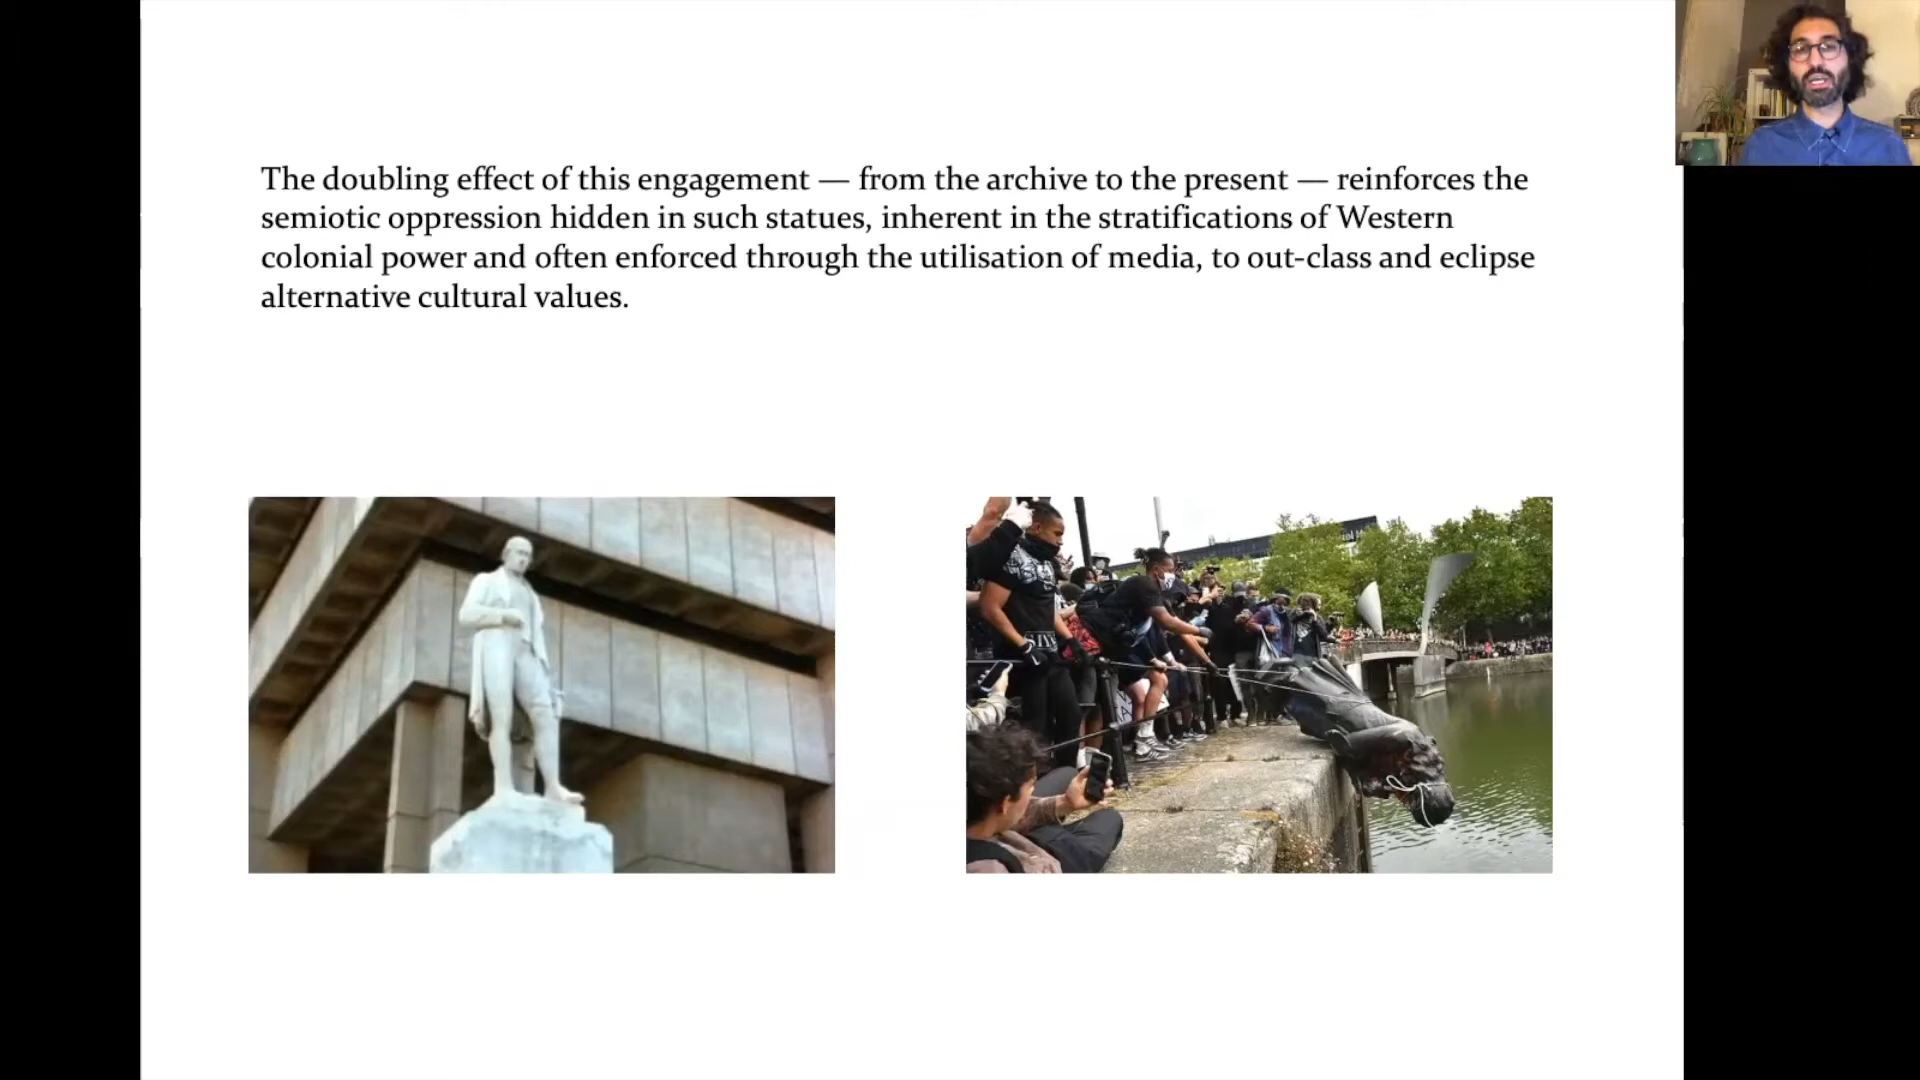 The doubling effect of this engagement — from the archive to the present — reinforces the
semiotic oppression hidden in such statues, inherent in the stratifications of Western
colonial power and often enforced through the utilisation of media, to out-class and eclipse
alternative cultural values.